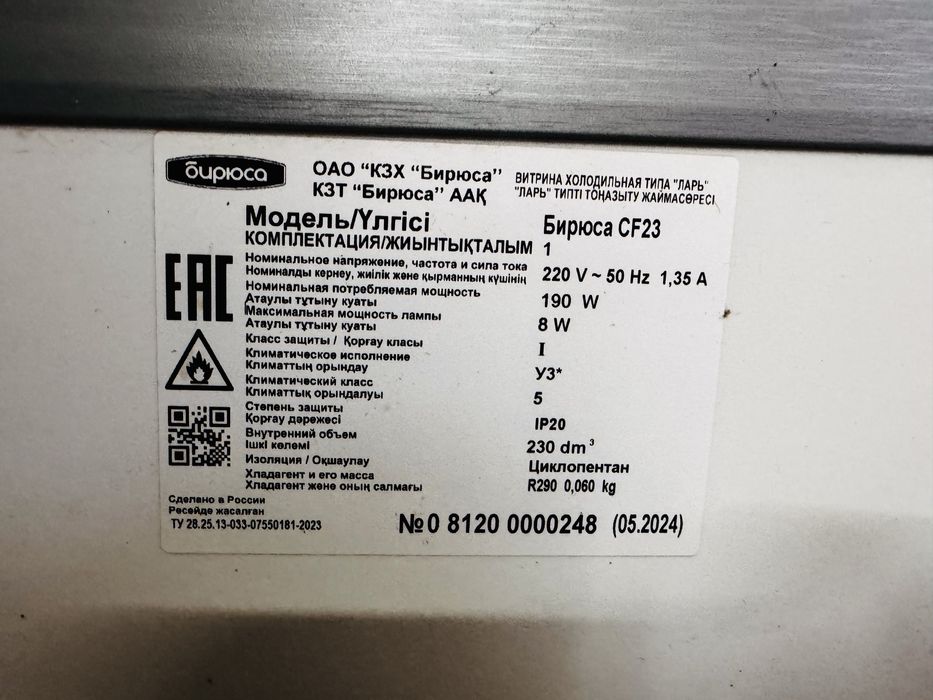 бирюса
ОАО “КЗХ “Бирюса”
КЗТ “Бирюса” ААҚ
ВИТРИНА ХОЛОДИЛЬНАЯ ТИПА "ЛАРЬ"
"ЛАРЬ" ТИПТІ ТОҢАЗЫТУ ЖАЙМАСӨРЕСІ
Модель/Үлгісі Бирюса CF23
КОМПЛЕКТАЦИЯ/ЖИЫНТЫҚТАЛЫМ 1
Номинальное напряжение, частота и сила тока
Номиналды кернеу, жиілік және қырманның күшінің 220 V ~ 50 Hz 1,35 A
Номинальная потребляемая мощность
Атаулы тұтыну қуаты 190 W
Максимальная мощность лампы
Атаулы тұтыну қуаты 8 W
Класс защиты / Қорғау класы I
Климатическое исполнение
Климаттың орындау У3*
Климатический класс
Климаттық орындалуы 5
Степень защиты
Қорғау дәрежесі IP20
Внутренний объем
Ішкі көлемі 230 dm³
Изоляция / Оқшаулау Циклопентан
Хладагент и его масса
Хладагент және оның салмағы R290 0,060 kg
EAC
Сделано в России
Ресейде жасалған
ТУ 28.25.13-033-07550181-2023
№0 8120 0000248 (05.2024)